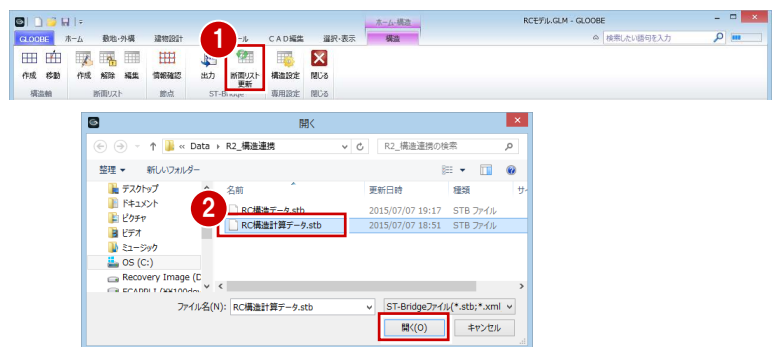 ホーム-構造
RCモデル.GLM - GLOOBE
GLOOBE ホーム 敷地・外構 建物設計 ール CAD編集 選択・表示 構造
検索したい語句を入力
1
作成 移動 作成 解除 編集 情報確認 出力 断面リスト 構造設定 閉じる
更新
構造軸 断面リスト 節点 ST-Bridge 専用設定 閉じる
開く
« Data R2_構造連携
R2_構造連携の検索
整理 新しいフォルダー
デスクトップ
ドキュメント
ピクチャ
ビデオ
ミュージック
OS (C:)
Recovery Image (D
名前 更新日時 種類 サ
2
RC構造データ.stb 2015/07/07 19:17 STB ファイル
RC構造計算データ.stb 2015/07/07 18:51 STB ファイル
ファイル名(N): RC構造計算データ.stb ST-Bridgeファイル(*.stb;*.xml
開く(O) キャンセル